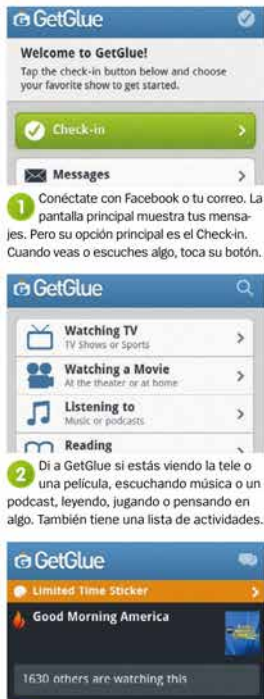 GetGlue
Welcome to GetGlue!
Tap the check-in button below and choose
your favorite show to get started.
Check-in
Messages
1 Conéctate con Facebook o tu correo. La
pantalla principal muestra tus mensa-
jes. Pero su opción principal es el Check-in.
Cuando veas o escuches algo, toca su botón.
GetGlue
Watching TV
TV Shows or Sports
Watching a Movie
At the theater or at home
Listening to
Music or podcasts
Reading
2 Di a GetGlue si estás viendo la tele o
una película, escuchando música o un
podcast, leyendo, jugando o pensando en
algo. También tiene una lista de actividades.
GetGlue
Limited Time Sticker
Good Morning America
1630 others are watching this